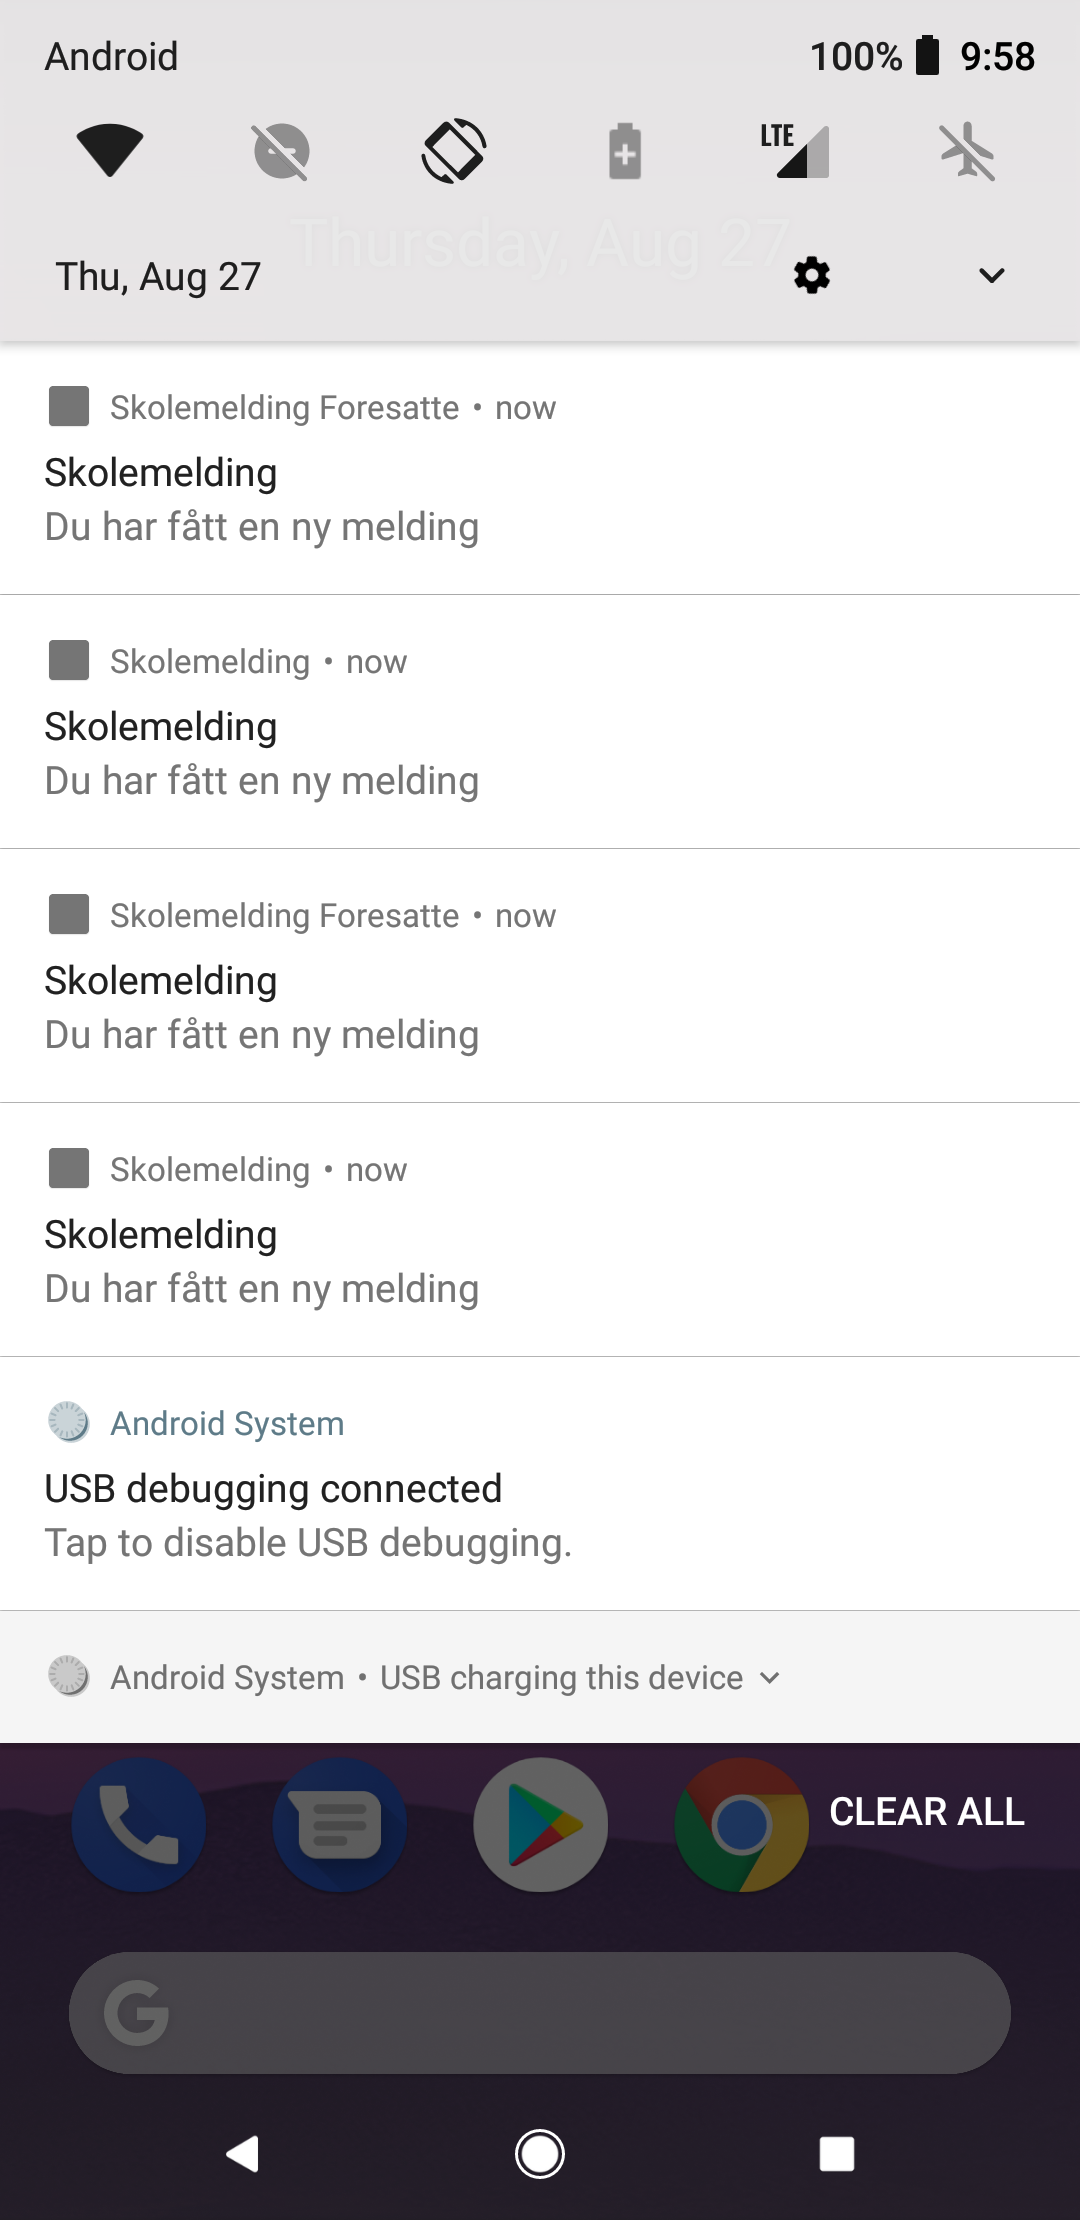 Android 100% 9:58
LTE
Thursday, Aug 27
Thu, Aug 27
Skolemelding Foresatte • now
Skolemelding
Du har fått en ny melding
Skolemelding • now
Skolemelding
Du har fått en ny melding
Skolemelding Foresatte • now
Skolemelding
Du har fått en ny melding
Skolemelding • now
Skolemelding
Du har fått en ny melding
Android System
USB debugging connected
Tap to disable USB debugging.
Android System • USB charging this device
CLEAR ALL
G